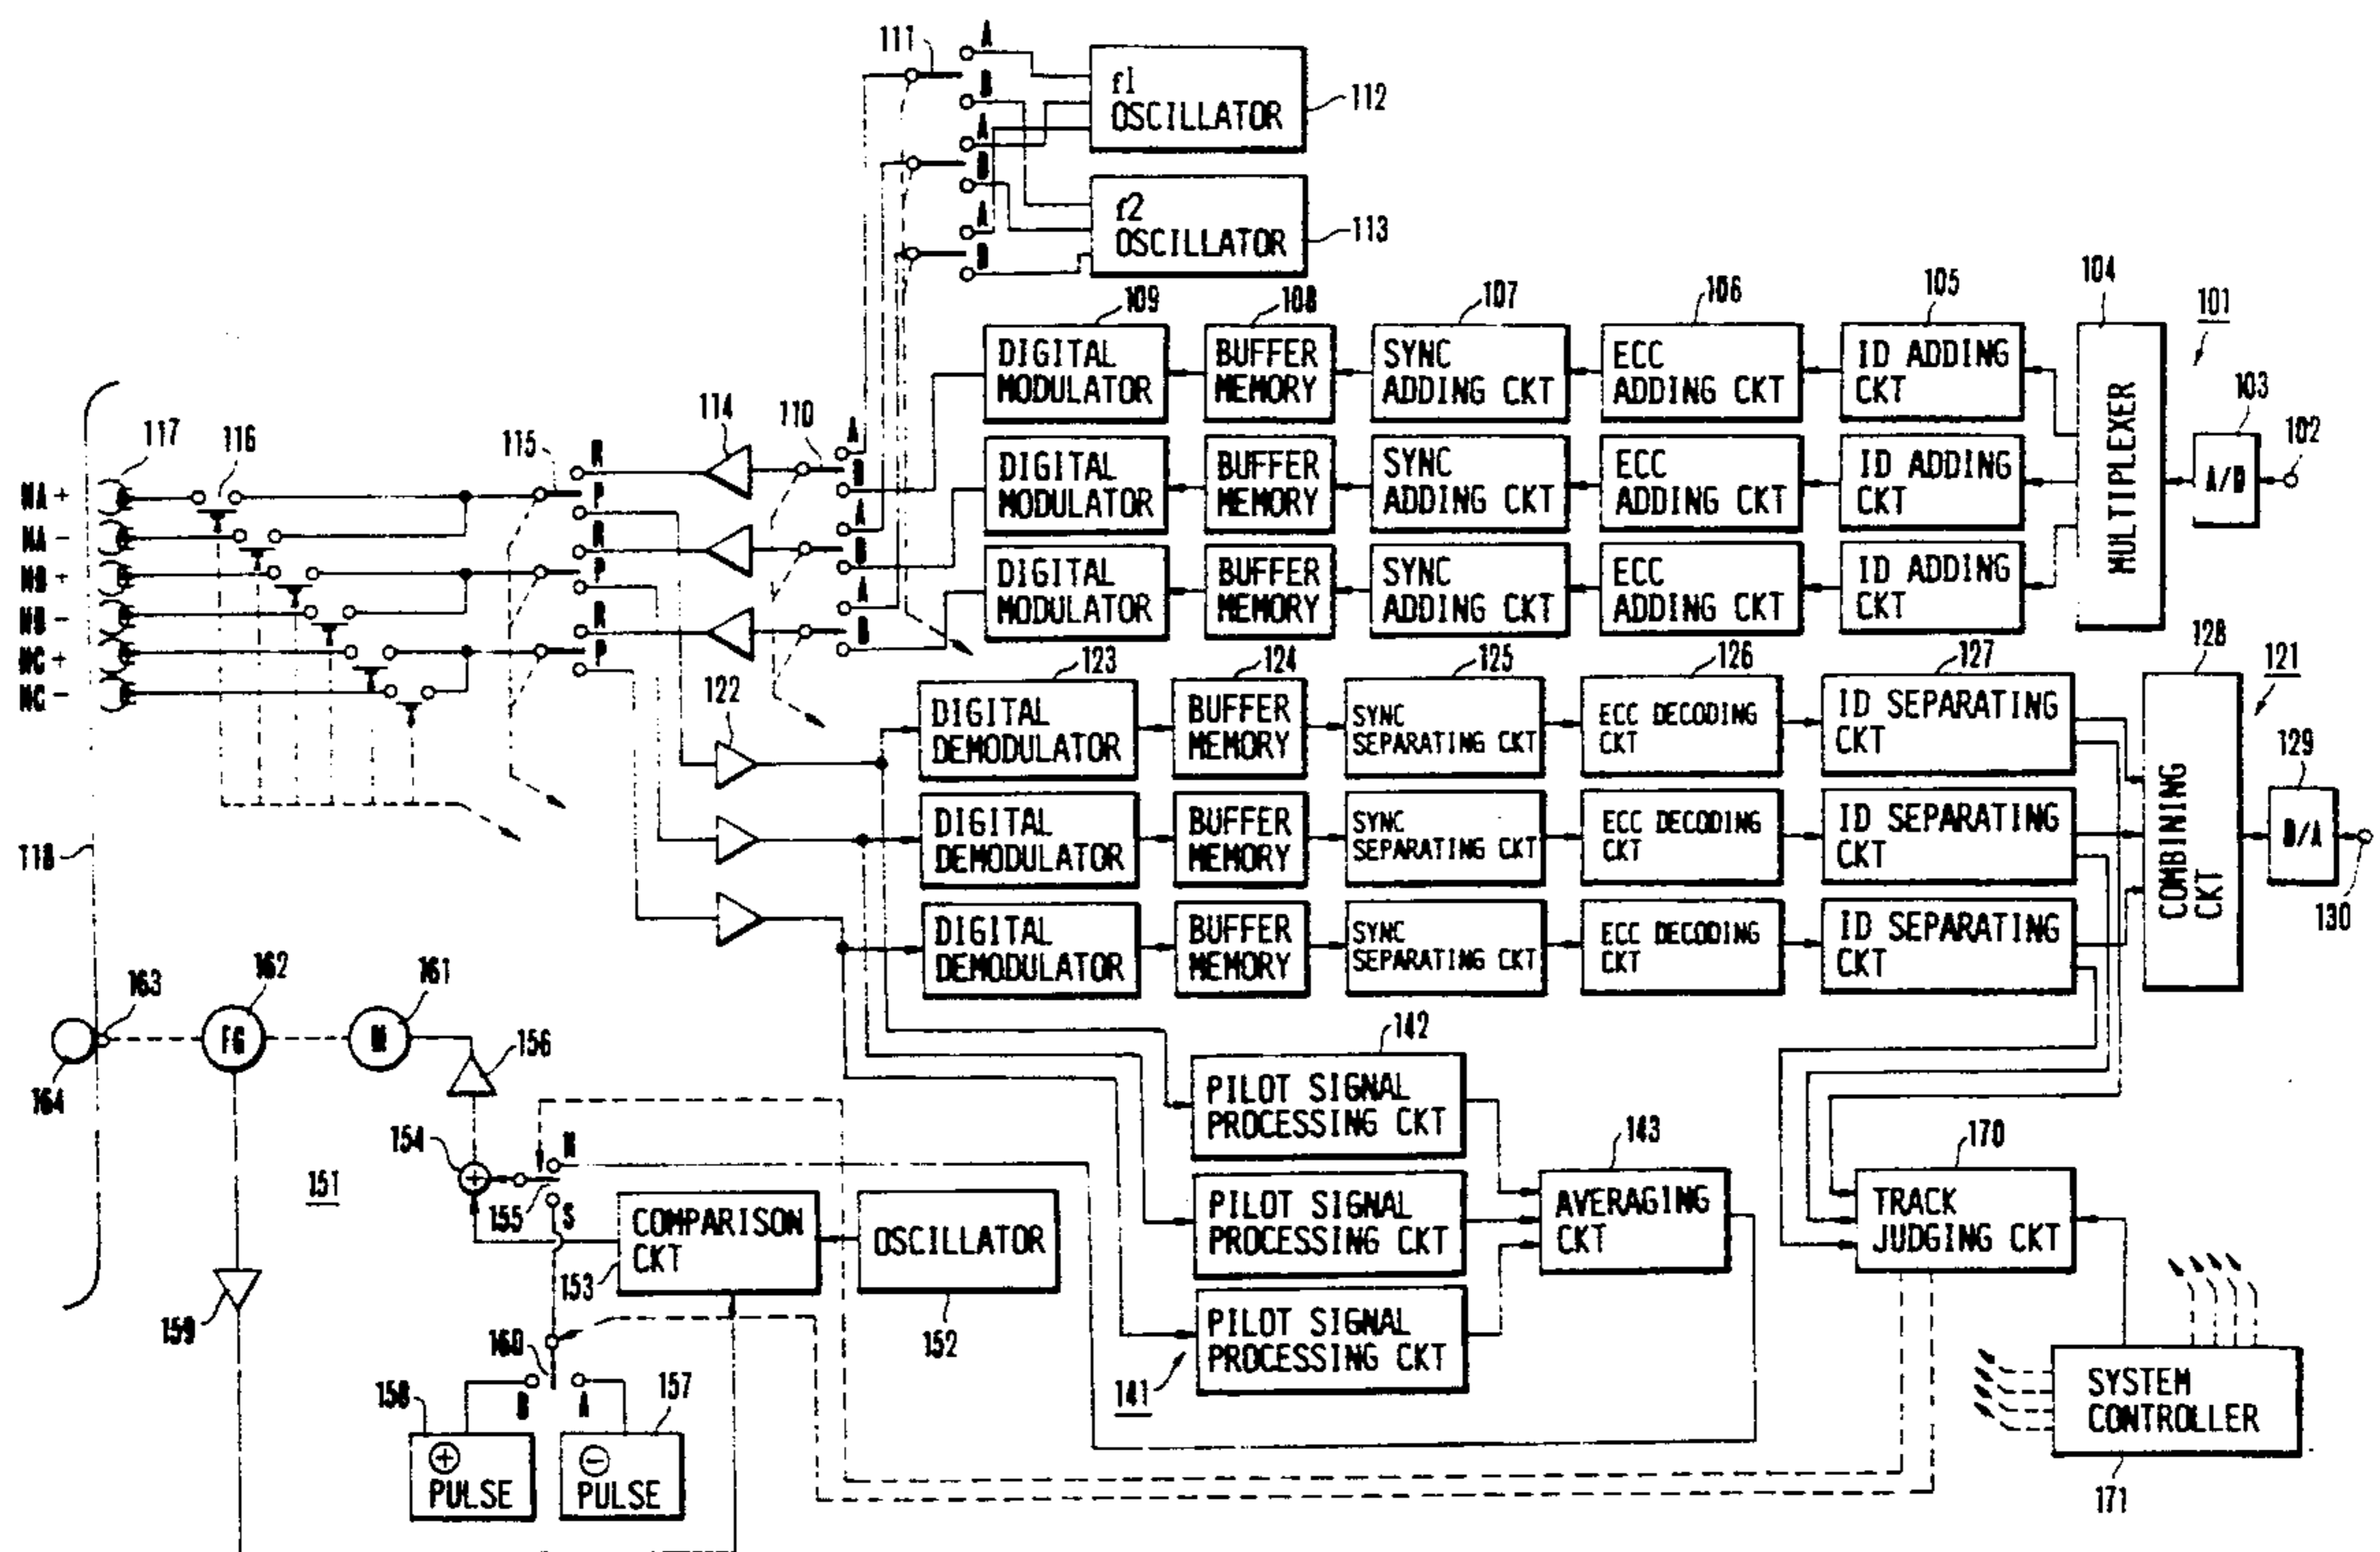 111
A
B
f1
OSCILLATOR
112
A
B
f2
OSCILLATOR
113
A
B
109
108
107
106
105
104
101
DIGITAL
MODULATOR
BUFFER
MEMORY
SYNC
ADDING CKT
ECC
ADDING CKT
ID ADDING
CKT
MULTIPLEXER
103
102
A/D
117
116
115
114
110
R
P
A
B
DIGITAL
MODULATOR
BUFFER
MEMORY
SYNC
ADDING CKT
ECC
ADDING CKT
ID ADDING
CKT
R
P
A
B
DIGITAL
MODULATOR
BUFFER
MEMORY
SYNC
ADDING CKT
ECC
ADDING CKT
ID ADDING
CKT
R
P
A
B
HA +
HA -
HB +
HB -
HC +
HC -
122
123
124
125
126
127
128
121
DIGITAL
DEMODULATOR
BUFFER
MEMORY
SYNC
SEPARATING CKT
ECC DECODING
CKT
ID SEPARATING
CKT
COMBINING
CKT
129
D/A
130
DIGITAL
DEMODULATOR
BUFFER
MEMORY
SYNC
SEPARATING CKT
ECC DECODING
CKT
ID SEPARATING
CKT
DIGITAL
DEMODULATOR
BUFFER
MEMORY
SYNC
SEPARATING CKT
ECC DECODING
CKT
ID SEPARATING
CKT
118
163
162
161
FG
M
164
156
142
PILOT SIGNAL
PROCESSING CKT
154
N
155
S
151
COMPARISON
CKT
153
OSCILLATOR
152
PILOT SIGNAL
PROCESSING CKT
143
AVERAGING
CKT
170
TRACK
JUDGING CKT
PILOT SIGNAL
PROCESSING CKT
141
159
160
158
B
A
157
⊕
PULSE
⊖
PULSE
SYSTEM
CONTROLLER
171